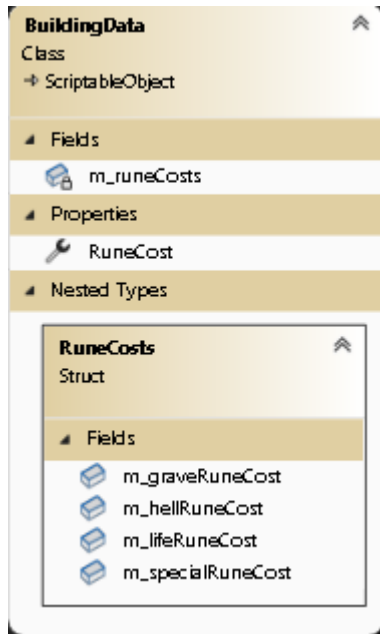 BuildingData
Class
ScriptableObject
Fields
m_runeCosts
Properties
RuneCost
Nested Types
RuneCosts
Struct
Fields
m_graveRuneCost
m_hellRuneCost
m_lifeRuneCost
m_specialRuneCost